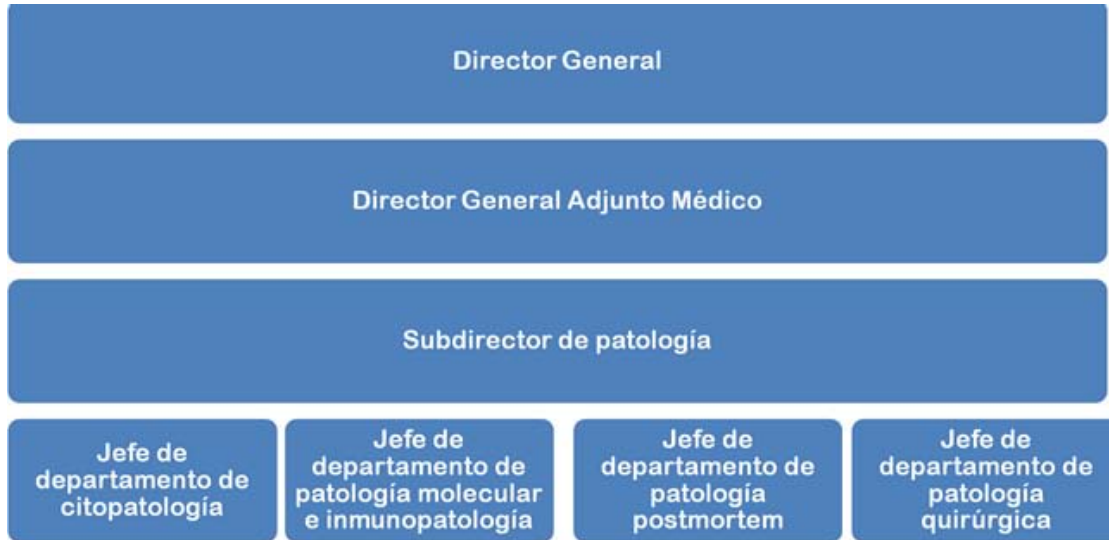 Director General
Director General Adjunto Médico
Subdirector de patología
Jefe de
departamento de
citopatología
Jefe de
departamento de
patología molecular
e inmunopatología
Jefe de
departamento de
patología
postmortem
Jefe de
departamento de
patología
quirúrgica